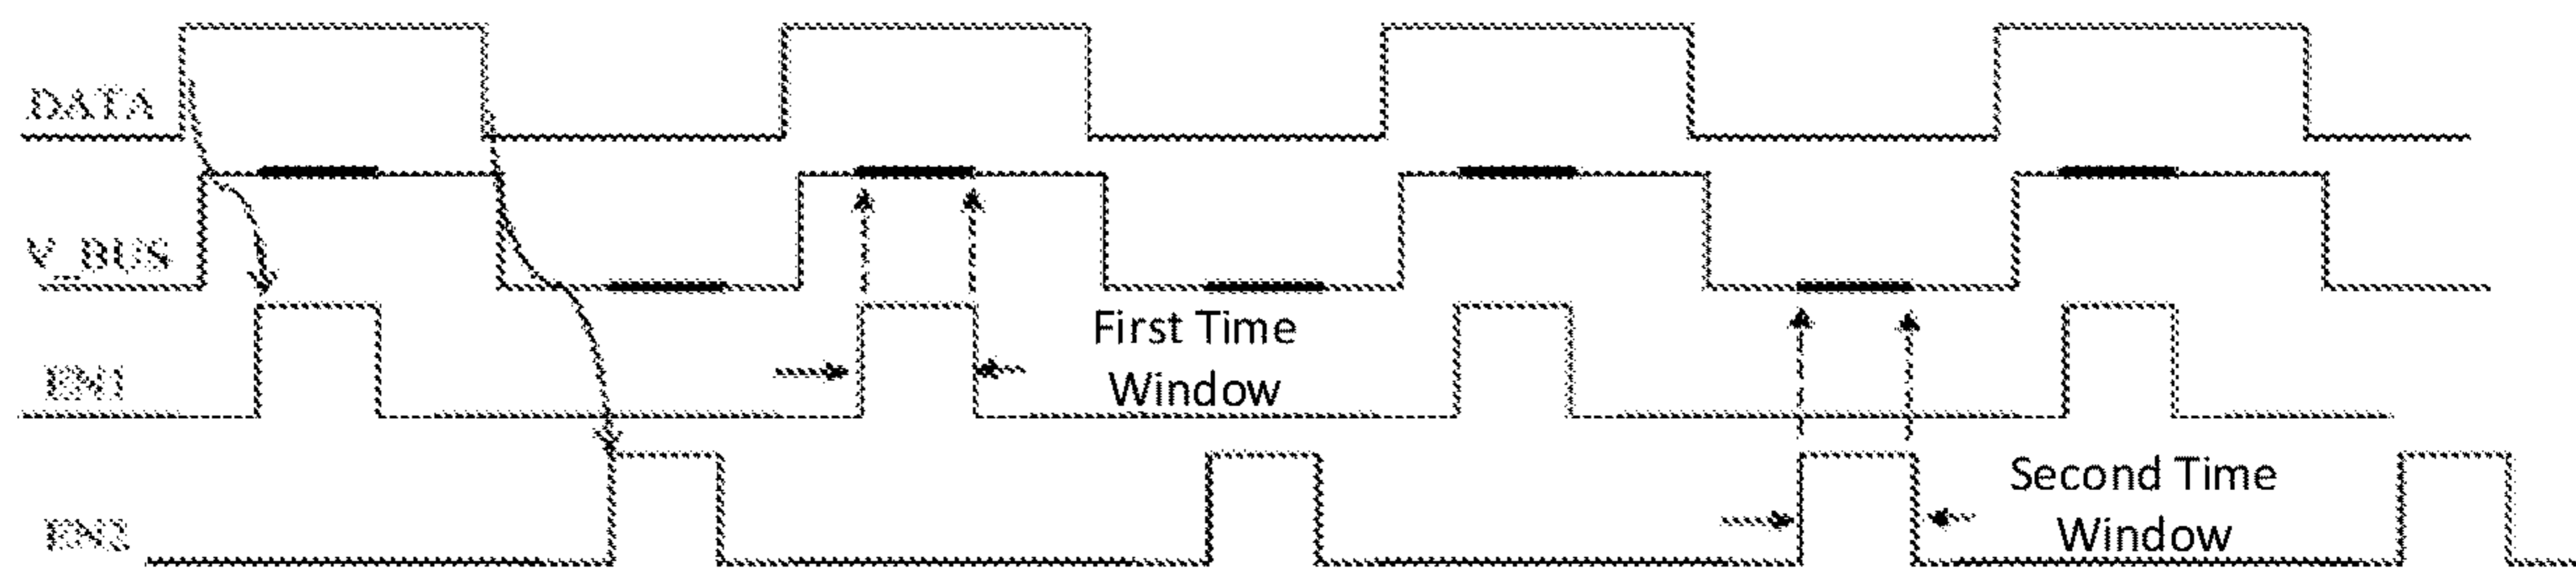 DATA
V_BUS
EN1
First Time
Window
EN2
Second Time
Window